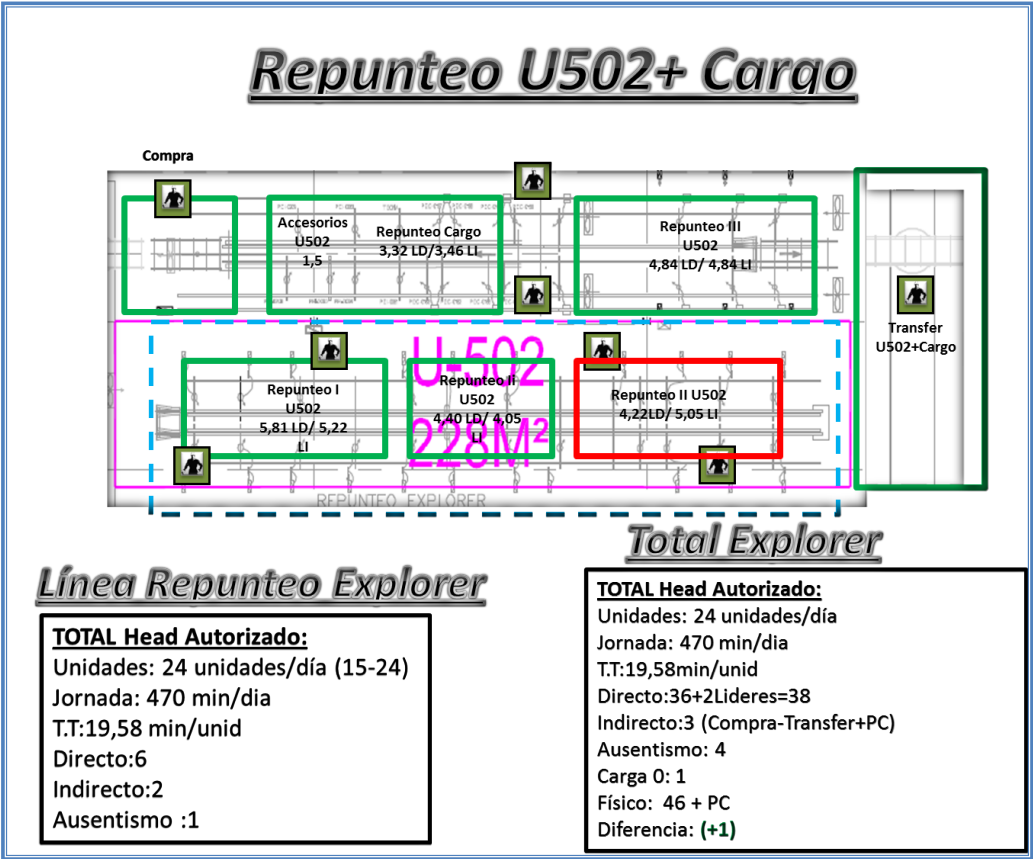 Repunteo U502+ Cargo
Compra
Accesorios
U502
1,5
Repunteo Cargo
3,32 LD/3,46 LI
Repunteo III
U502
4,84 LD/ 4,84 LI
Transfer
U502+Cargo
U-502
228M²
Repunteo I
U502
5,81 LD/ 5,22
LI
Repunteo II
U502
4,40 LD/ 4,05
LI
Repunteo II U502
4,22LD/ 5,05 LI
REPUNTEO EXPLORER
Línea Repunteo Explorer
TOTAL Head Autorizado:
Unidades: 24 unidades/día (15-24)
Jornada: 470 min/dia
T.T:19,58 min/unid
Directo:6
Indirecto:2
Ausentismo :1
Total Explorer
TOTAL Head Autorizado:
Unidades: 24 unidades/día
Jornada: 470 min/dia
T.T:19,58min/unid
Directo:36+2Lideres=38
Indirecto:3 (Compra-Transfer+PC)
Ausentismo: 4
Carga 0: 1
Físico: 46 + PC
Diferencia: (+1)